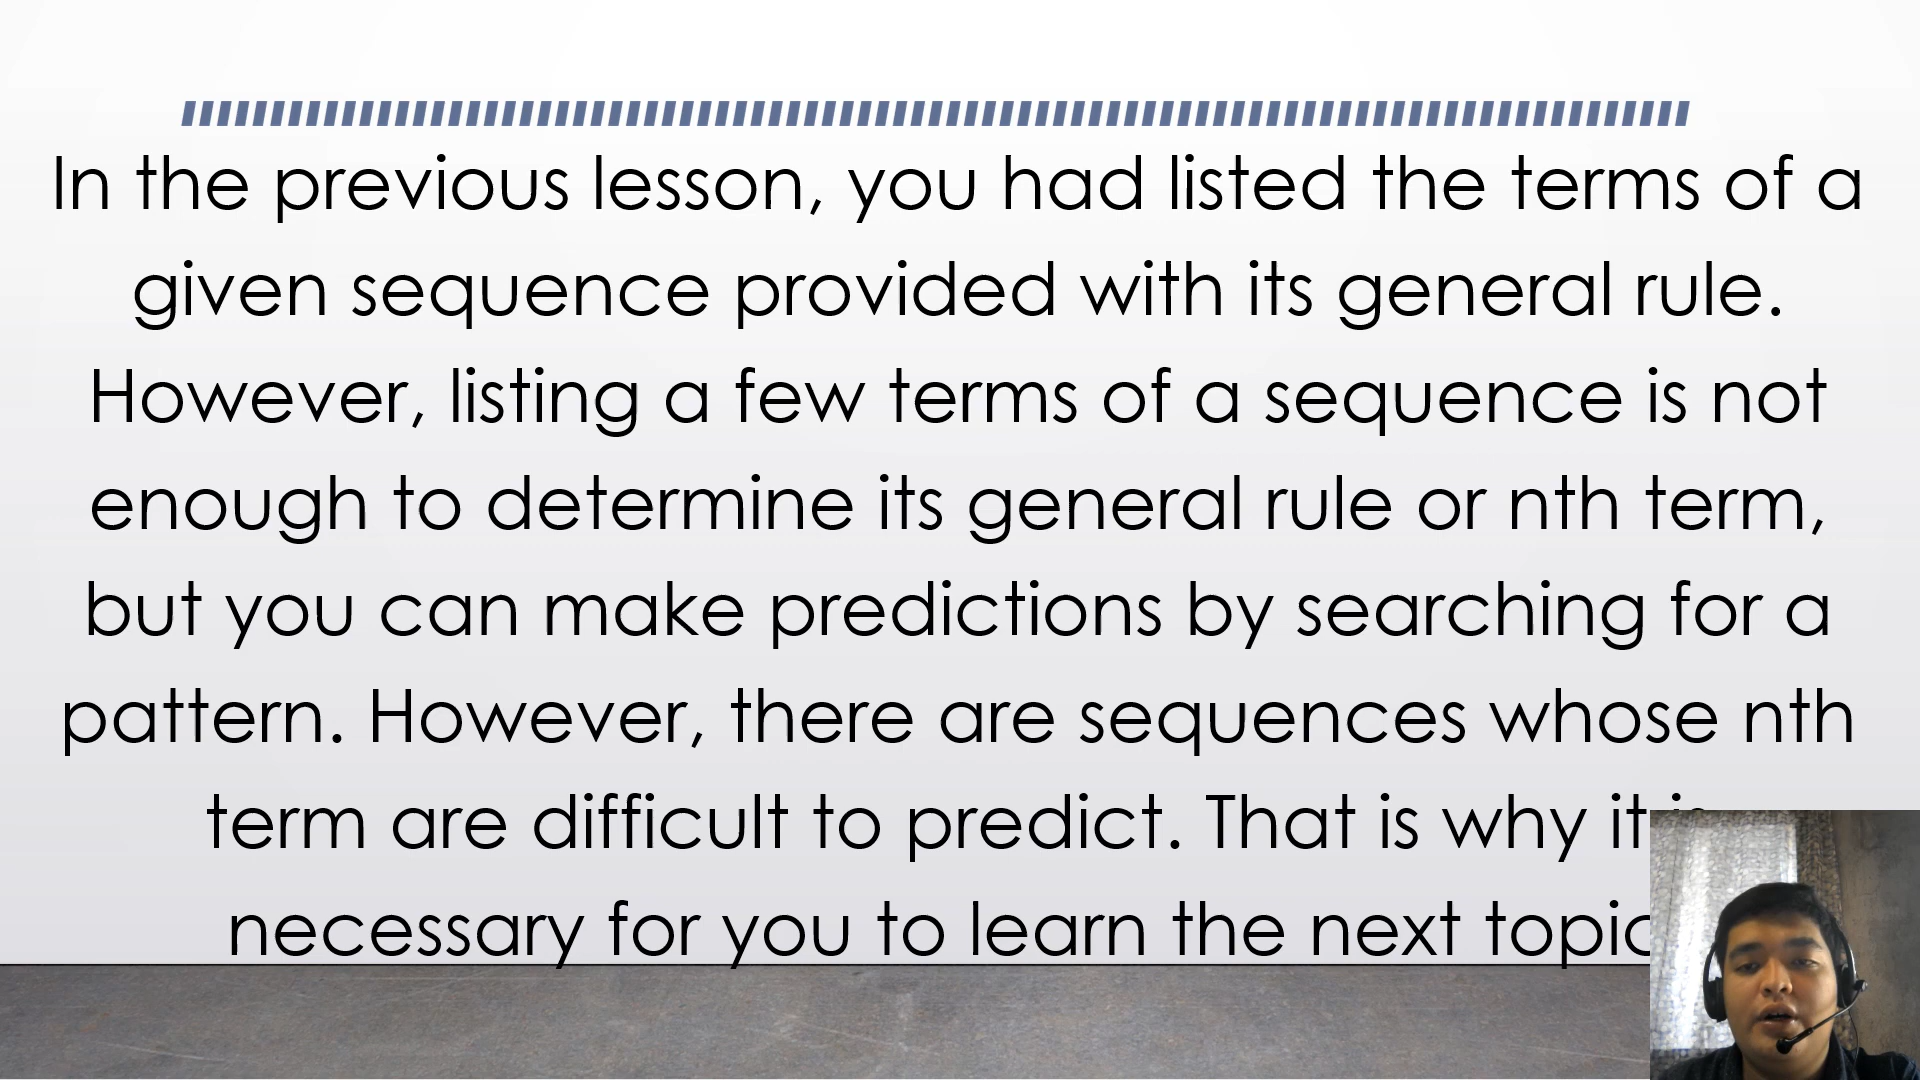 In the previous lesson, you had listed the terms of a
given sequence provided with its general rule.
However, listing a few terms of a sequence is not
enough to determine its general rule or nth term,
but you can make predictions by searching for a
pattern. However, there are sequences whose nth
term are difficult to predict. That is why it is
necessary for you to learn the next topic